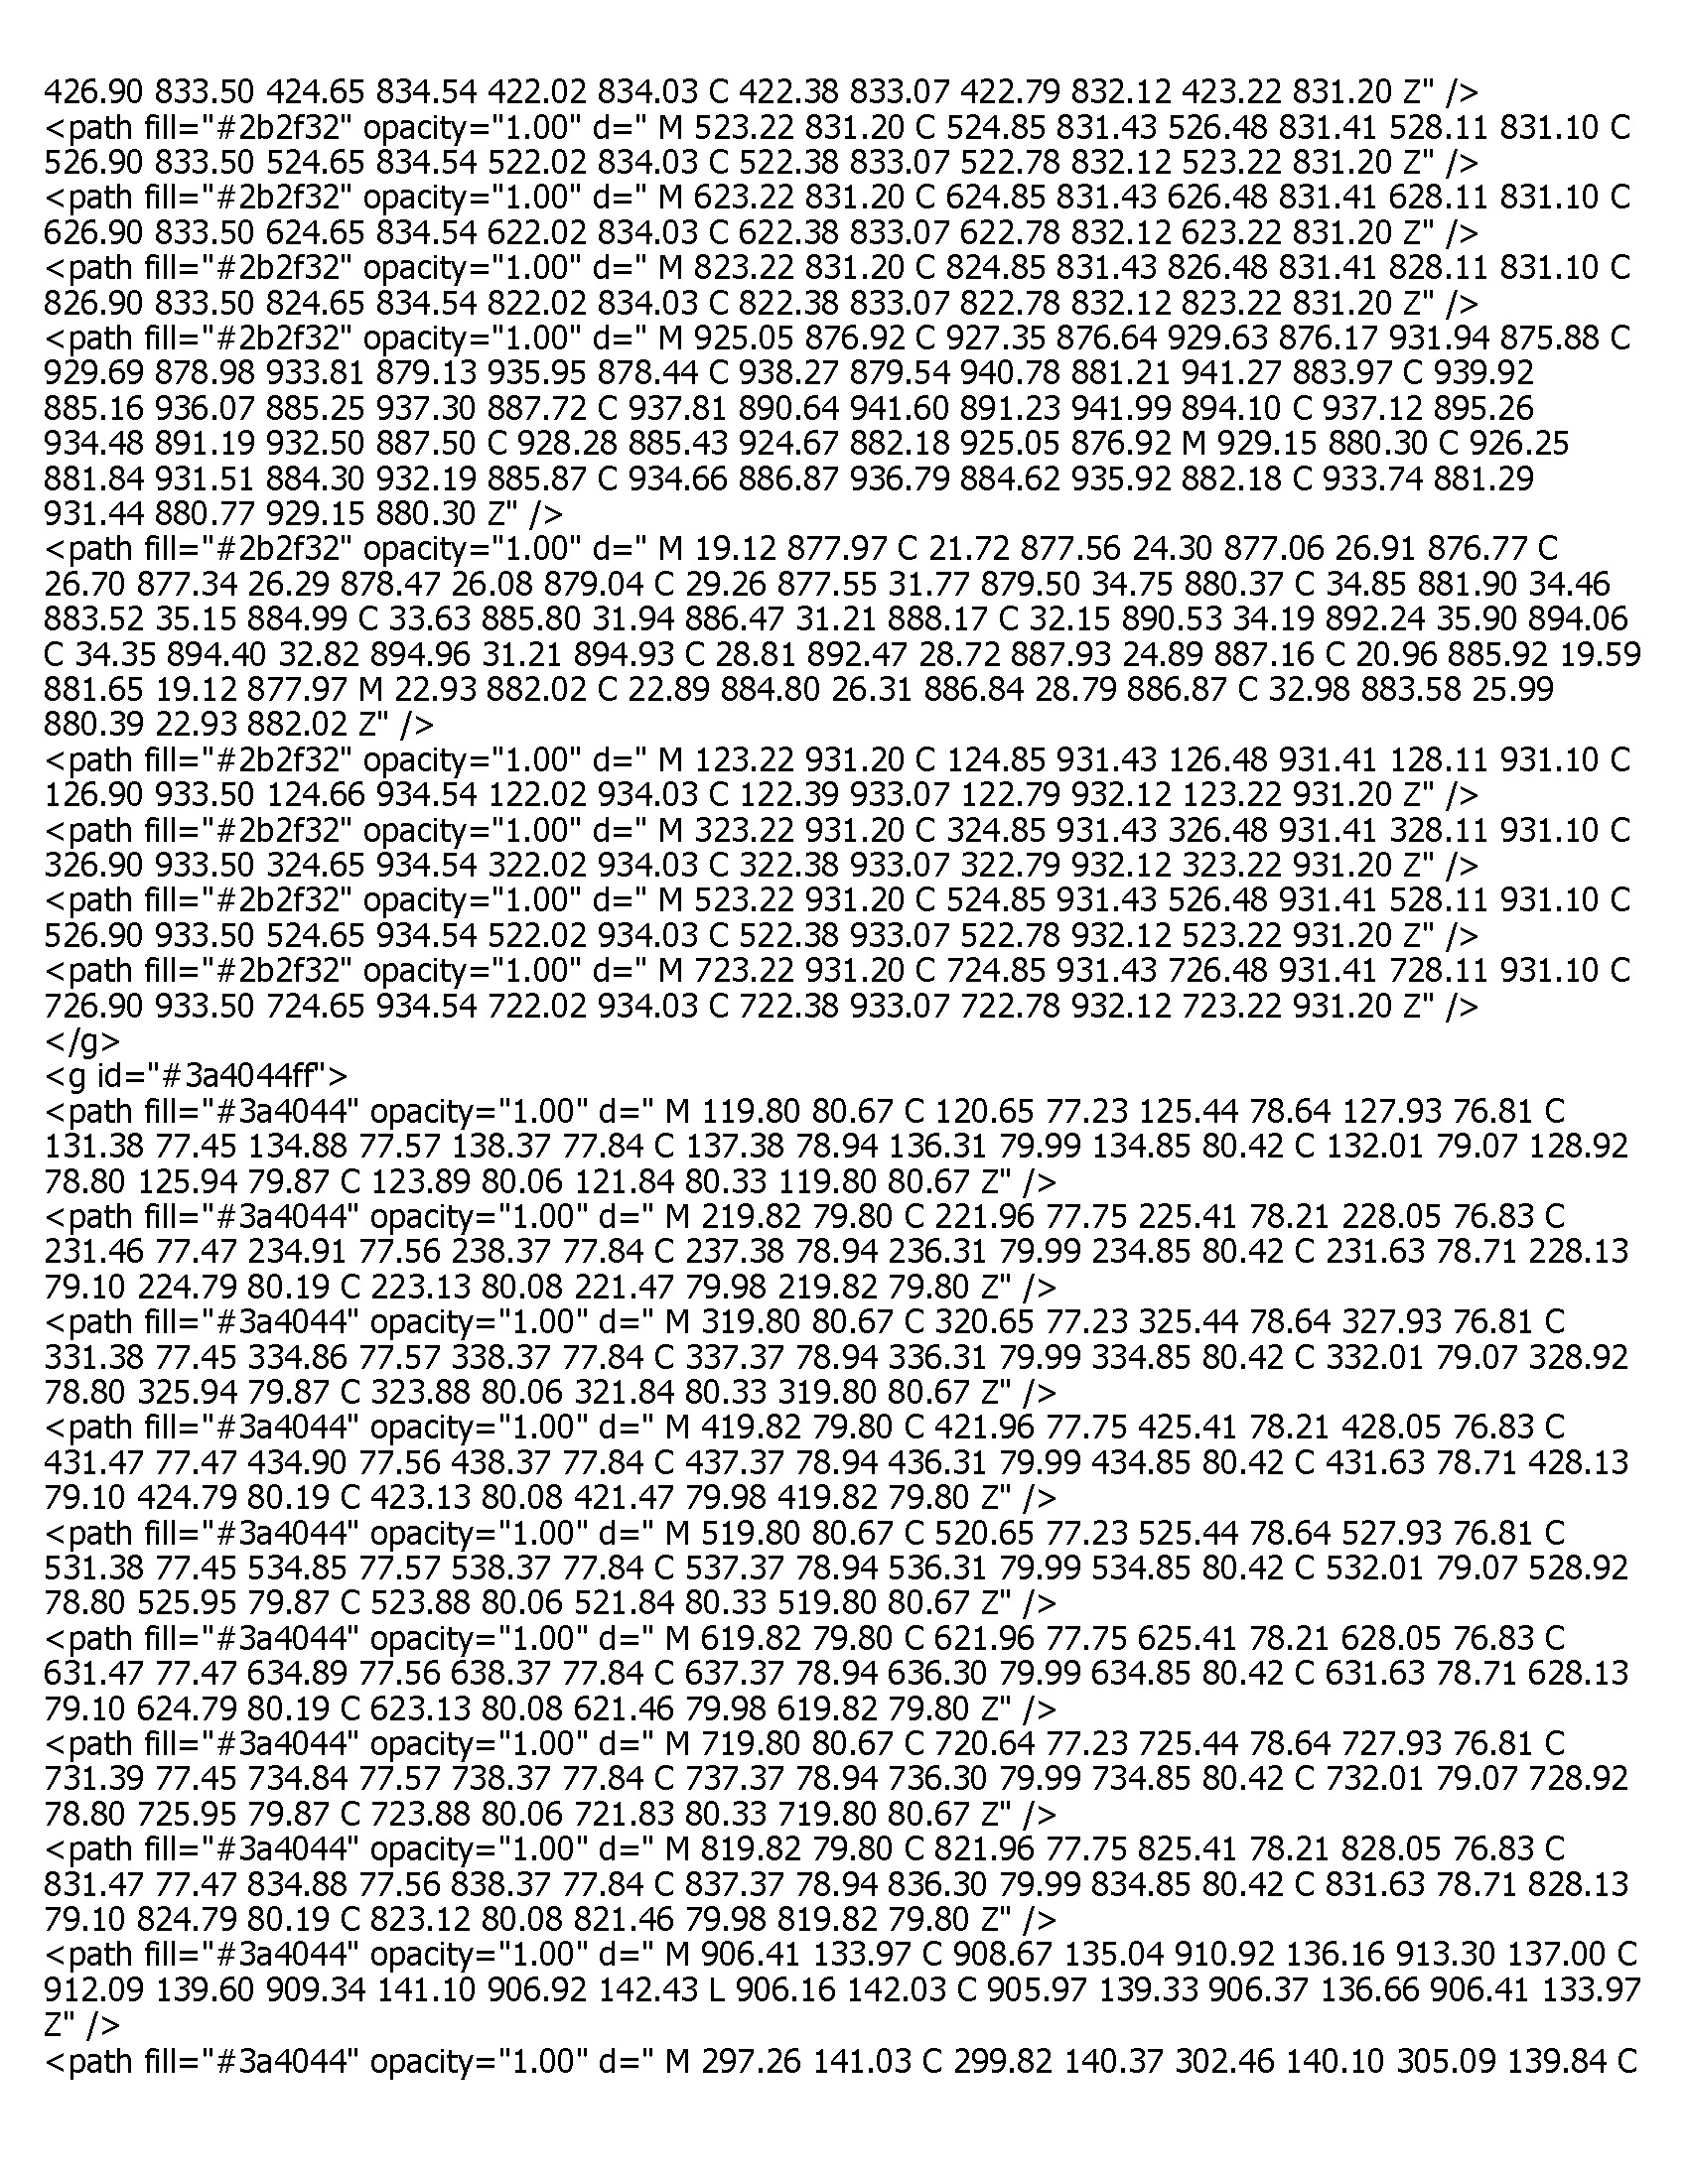 426.90 833.50 424.65 834.54 422.02 834.03 C 422.38 833.07 422.79 832.12 423.22 831.20 Z" />
<path fill="#2b2f32" opacity="1.00" d=" M 523.22 831.20 C 524.85 831.43 526.48 831.41 528.11 831.10 C
526.90 833.50 524.65 834.54 522.02 834.03 C 522.38 833.07 522.78 832.12 523.22 831.20 Z" />
<path fill="#2b2f32" opacity="1.00" d=" M 623.22 831.20 C 624.85 831.43 626.48 831.41 628.11 831.10 C
626.90 833.50 624.65 834.54 622.02 834.03 C 622.38 833.07 622.78 832.12 623.22 831.20 Z" />
<path fill="#2b2f32" opacity="1.00" d=" M 823.22 831.20 C 824.85 831.43 826.48 831.41 828.11 831.10 C
826.90 833.50 824.65 834.54 822.02 834.03 C 822.38 833.07 822.78 832.12 823.22 831.20 Z" />
<path fill="#2b2f32" opacity="1.00" d=" M 925.05 876.92 C 927.35 876.64 929.63 876.17 931.94 875.88 C
929.69 878.98 933.81 879.13 935.95 878.44 C 938.27 879.54 940.78 881.21 941.27 883.97 C 939.92
885.16 936.07 885.25 937.30 887.72 C 937.81 890.64 941.60 891.23 941.99 894.10 C 937.12 895.26
934.48 891.19 932.50 887.50 C 928.28 885.43 924.67 882.18 925.05 876.92 M 929.15 880.30 C 926.25
881.84 931.51 884.30 932.19 885.87 C 934.66 886.87 936.79 884.62 935.92 882.18 C 933.74 881.29
931.44 880.77 929.15 880.30 Z" />
<path fill="#2b2f32" opacity="1.00" d=" M 19.12 877.97 C 21.72 877.56 24.30 877.06 26.91 876.77 C
26.70 877.34 26.29 878.47 26.08 879.04 C 29.26 877.55 31.77 879.50 34.75 880.37 C 34.85 881.90 34.46
883.52 35.15 884.99 C 33.63 885.80 31.94 886.47 31.21 888.17 C 32.15 890.53 34.19 892.24 35.90 894.06
C 34.35 894.40 32.82 894.96 31.21 894.93 C 28.81 892.47 28.72 887.93 24.89 887.16 C 20.96 885.92 19.59
881.65 19.12 877.97 M 22.93 882.02 C 22.89 884.80 26.31 886.84 28.79 886.87 C 32.98 883.58 25.99
880.39 22.93 882.02 Z" />
<path fill="#2b2f32" opacity="1.00" d=" M 123.22 931.20 C 124.85 931.43 126.48 931.41 128.11 931.10 C
126.90 933.50 124.66 934.54 122.02 934.03 C 122.39 933.07 122.79 932.12 123.22 931.20 Z" />
<path fill="#2b2f32" opacity="1.00" d=" M 323.22 931.20 C 324.85 931.43 326.48 931.41 328.11 931.10 C
326.90 933.50 324.65 934.54 322.02 934.03 C 322.38 933.07 322.79 932.12 323.22 931.20 Z" />
<path fill="#2b2f32" opacity="1.00" d=" M 523.22 931.20 C 524.85 931.43 526.48 931.41 528.11 931.10 C
526.90 933.50 524.65 934.54 522.02 934.03 C 522.38 933.07 522.78 932.12 523.22 931.20 Z" />
<path fill="#2b2f32" opacity="1.00" d=" M 723.22 931.20 C 724.85 931.43 726.48 931.41 728.11 931.10 C
726.90 933.50 724.65 934.54 722.02 934.03 C 722.38 933.07 722.78 932.12 723.22 931.20 Z" />
</g>
<g id="#3a4044ff">
<path fill="#3a4044" opacity="1.00" d=" M 119.80 80.67 C 120.65 77.23 125.44 78.64 127.93 76.81 C
131.38 77.45 134.88 77.57 138.37 77.84 C 137.38 78.94 136.31 79.99 134.85 80.42 C 132.01 79.07 128.92
78.80 125.94 79.87 C 123.89 80.06 121.84 80.33 119.80 80.67 Z" />
<path fill="#3a4044" opacity="1.00" d=" M 219.82 79.80 C 221.96 77.75 225.41 78.21 228.05 76.83 C
231.46 77.47 234.91 77.56 238.37 77.84 C 237.38 78.94 236.31 79.99 234.85 80.42 C 231.63 78.71 228.13
79.10 224.79 80.19 C 223.13 80.08 221.47 79.98 219.82 79.80 Z" />
<path fill="#3a4044" opacity="1.00" d=" M 319.80 80.67 C 320.65 77.23 325.44 78.64 327.93 76.81 C
331.38 77.45 334.86 77.57 338.37 77.84 C 337.37 78.94 336.31 79.99 334.85 80.42 C 332.01 79.07 328.92
78.80 325.94 79.87 C 323.88 80.06 321.84 80.33 319.80 80.67 Z" />
<path fill="#3a4044" opacity="1.00" d=" M 419.82 79.80 C 421.96 77.75 425.41 78.21 428.05 76.83 C
431.47 77.47 434.90 77.56 438.37 77.84 C 437.37 78.94 436.31 79.99 434.85 80.42 C 431.63 78.71 428.13
79.10 424.79 80.19 C 423.13 80.08 421.47 79.98 419.82 79.80 Z" />
<path fill="#3a4044" opacity="1.00" d=" M 519.80 80.67 C 520.65 77.23 525.44 78.64 527.93 76.81 C
531.38 77.45 534.85 77.57 538.37 77.84 C 537.37 78.94 536.31 79.99 534.85 80.42 C 532.01 79.07 528.92
78.80 525.95 79.87 C 523.88 80.06 521.84 80.33 519.80 80.67 Z" />
<path fill="#3a4044" opacity="1.00" d=" M 619.82 79.80 C 621.96 77.75 625.41 78.21 628.05 76.83 C
631.47 77.47 634.89 77.56 638.37 77.84 C 637.37 78.94 636.30 79.99 634.85 80.42 C 631.63 78.71 628.13
79.10 624.79 80.19 C 623.13 80.08 621.46 79.98 619.82 79.80 Z" />
<path fill="#3a4044" opacity="1.00" d=" M 719.80 80.67 C 720.64 77.23 725.44 78.64 727.93 76.81 C
731.39 77.45 734.84 77.57 738.37 77.84 C 737.37 78.94 736.30 79.99 734.85 80.42 C 732.01 79.07 728.92
78.80 725.95 79.87 C 723.88 80.06 721.83 80.33 719.80 80.67 Z" />
<path fill="#3a4044" opacity="1.00" d=" M 819.82 79.80 C 821.96 77.75 825.41 78.21 828.05 76.83 C
831.47 77.47 834.88 77.56 838.37 77.84 C 837.37 78.94 836.30 79.99 834.85 80.42 C 831.63 78.71 828.13
79.10 824.79 80.19 C 823.12 80.08 821.46 79.98 819.82 79.80 Z" />
<path fill="#3a4044" opacity="1.00" d=" M 906.41 133.97 C 908.67 135.04 910.92 136.16 913.30 137.00 C
912.09 139.60 909.34 141.10 906.92 142.43 L 906.16 142.03 C 905.97 139.33 906.37 136.66 906.41 133.97
Z" />
<path fill="#3a4044" opacity="1.00" d=" M 297.26 141.03 C 299.82 140.37 302.46 140.10 305.09 139.84 C